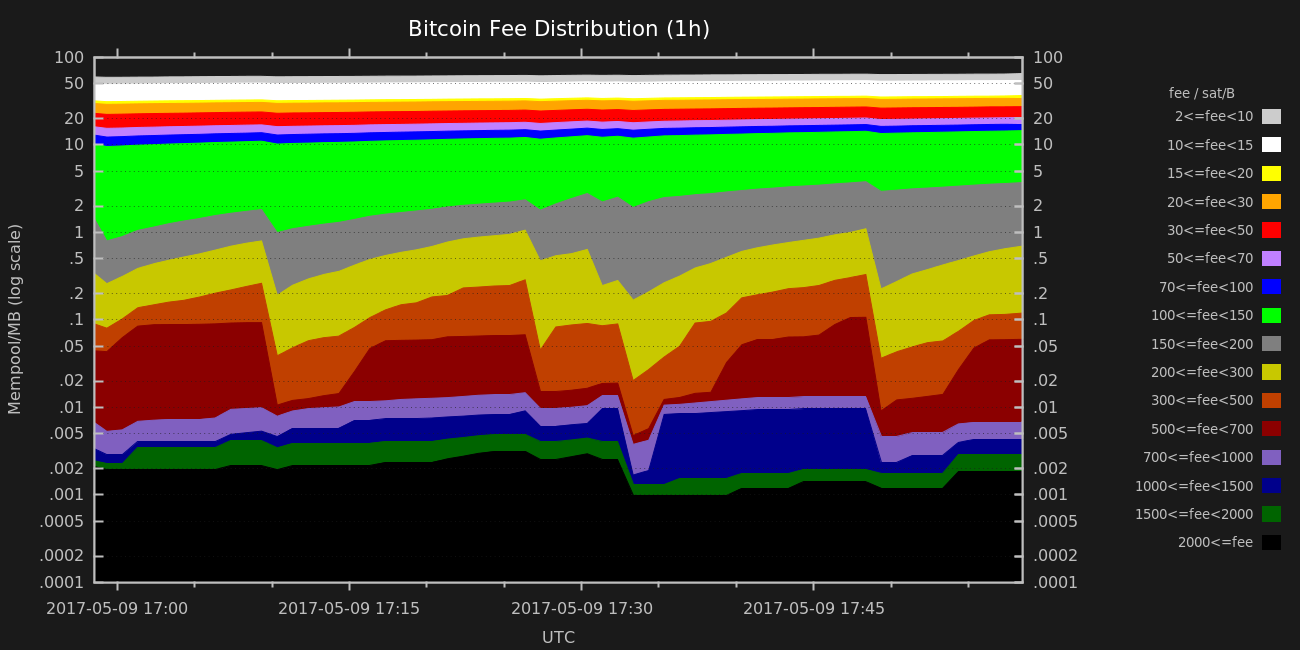 Bitcoin Fee Distribution (1h)
100
50
20
10
5
2
1
.5
.2
.1
.05
.02
.01
.005
.002
.001
.0005
.0002
.0001
Mempool/MB (log scale)
100
50
20
10
5
2
1
.5
.2
.1
.05
.02
.01
.005
.002
.001
.0005
.0002
.0001
2017-05-09 17:00
2017-05-09 17:15
2017-05-09 17:30
2017-05-09 17:45
UTC
fee / sat/B
2<=fee<10
10<=fee<15
15<=fee<20
20<=fee<30
30<=fee<50
50<=fee<70
70<=fee<100
100<=fee<150
150<=fee<200
200<=fee<300
300<=fee<500
500<=fee<700
700<=fee<1000
1000<=fee<1500
1500<=fee<2000
2000<=fee